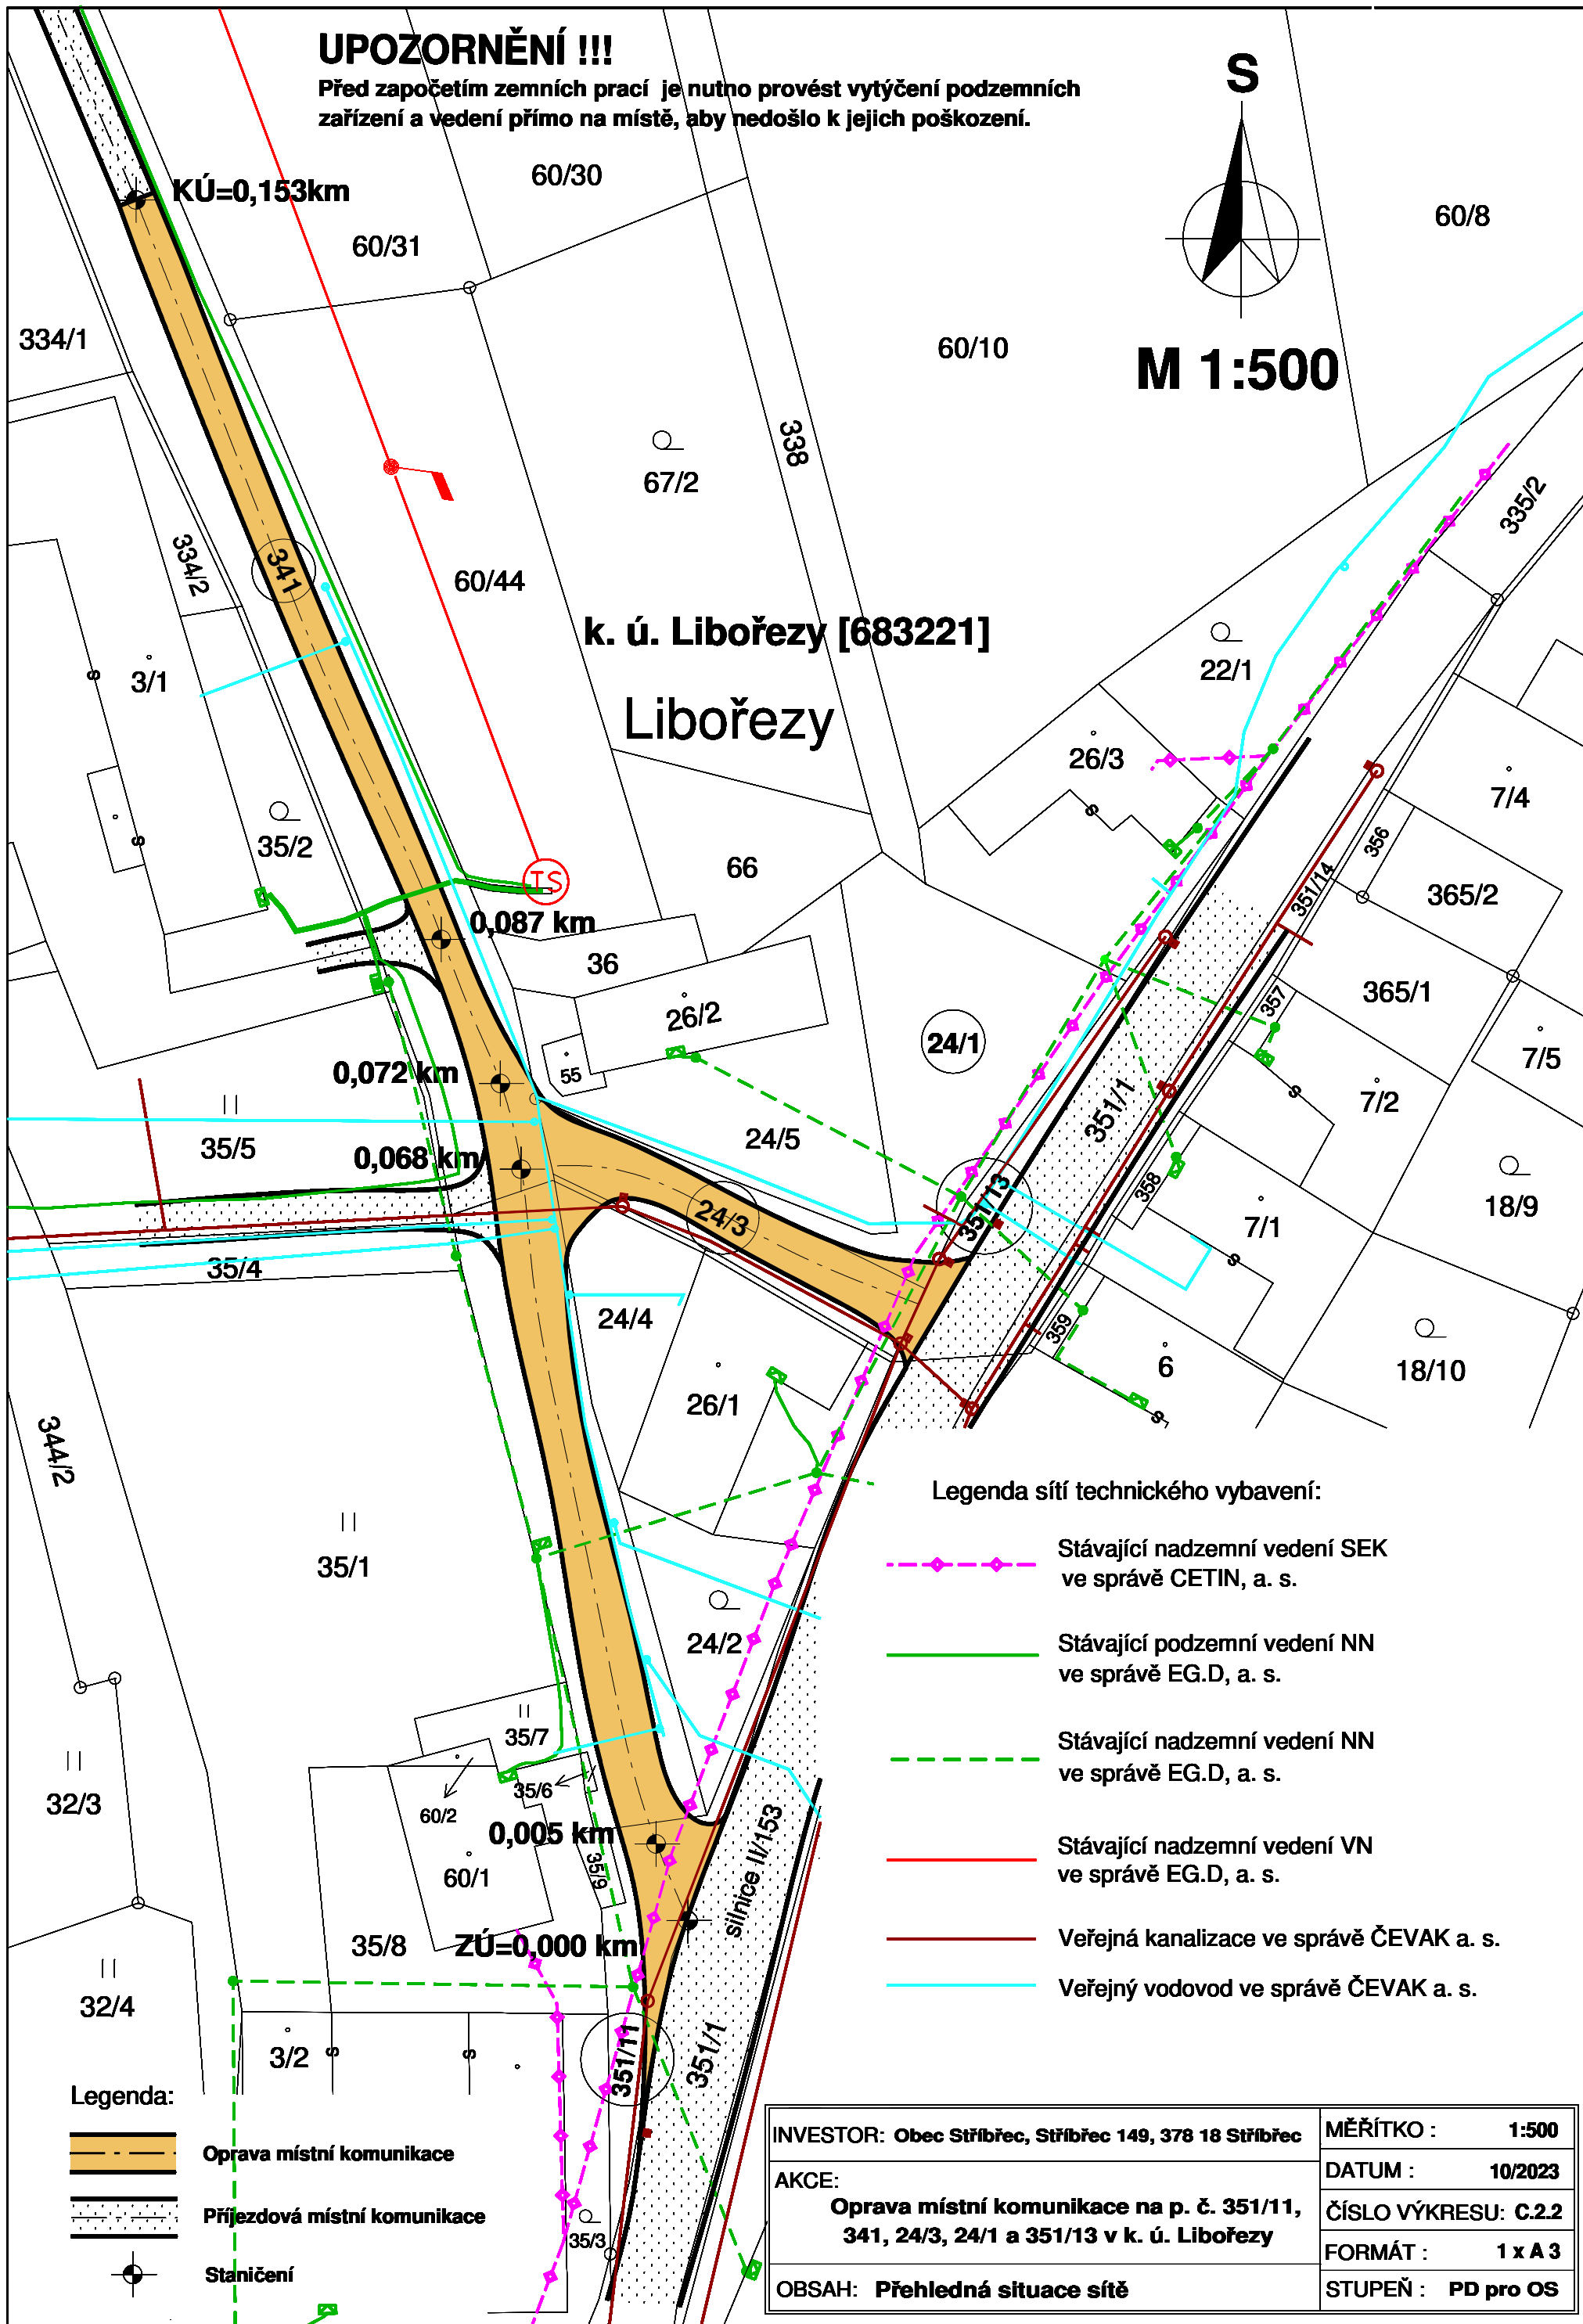 UPOZORNĚNÍ !!!
Před započetím zemních prací je nutno provést vytýčení podzemních
zařízení a vedení přímo na místě, aby nedošlo k jejich poškození.
S
M 1:500
KÚ=0,153km
60/30
60/31
60/8
60/10
334/1
338
67/2
335/2
334/2
341
60/44
k. ú. Libořezy [683221]
Libořezy
22/1
3/1
s
26/3
s
7/4
35/2
s
356
351/14
365/2
66
TS
0,087 km
36
26/2
365/1
357
24/1
7/5
55
0,072 km
s
7/2
351/1
35/5
24/5
0,068 km
358
351/13
18/9
24/3
7/1
s
35/4
24/4
359
6
18/10
26/1
s
344/2
35/1
24/2
35/7
35/6
60/2
32/3
0,005 km
60/1
35/9
silnice II/153
35/8
ZÚ=0,000 km
32/4
3/2
s
s
351/11
351/1
35/3
Legenda sítí technického vybavení:
Stávající nadzemní vedení SEK
ve správě CETIN, a. s.
Stávající podzemní vedení NN
ve správě EG.D, a. s.
Stávající nadzemní vedení NN
ve správě EG.D, a. s.
Stávající nadzemní vedení VN
ve správě EG.D, a. s.
Veřejná kanalizace ve správě ČEVAK a. s.
Veřejný vodovod ve správě ČEVAK a. s.
Legenda:
Oprava místní komunikace
Příjezdová místní komunikace
Staničení
INVESTOR: Obec Stříbřec, Stříbřec 149, 378 18 Stříbřec
AKCE:
Oprava místní komunikace na p. č. 351/11,
341, 24/3, 24/1 a 351/13 v k. ú. Libořezy
OBSAH: Přehledná situace sítě
MĚŘÍTKO : 1:500
DATUM : 10/2023
ČÍSLO VÝKRESU: C.2.2
FORMÁT : 1 x A 3
STUPEŇ : PD pro OS